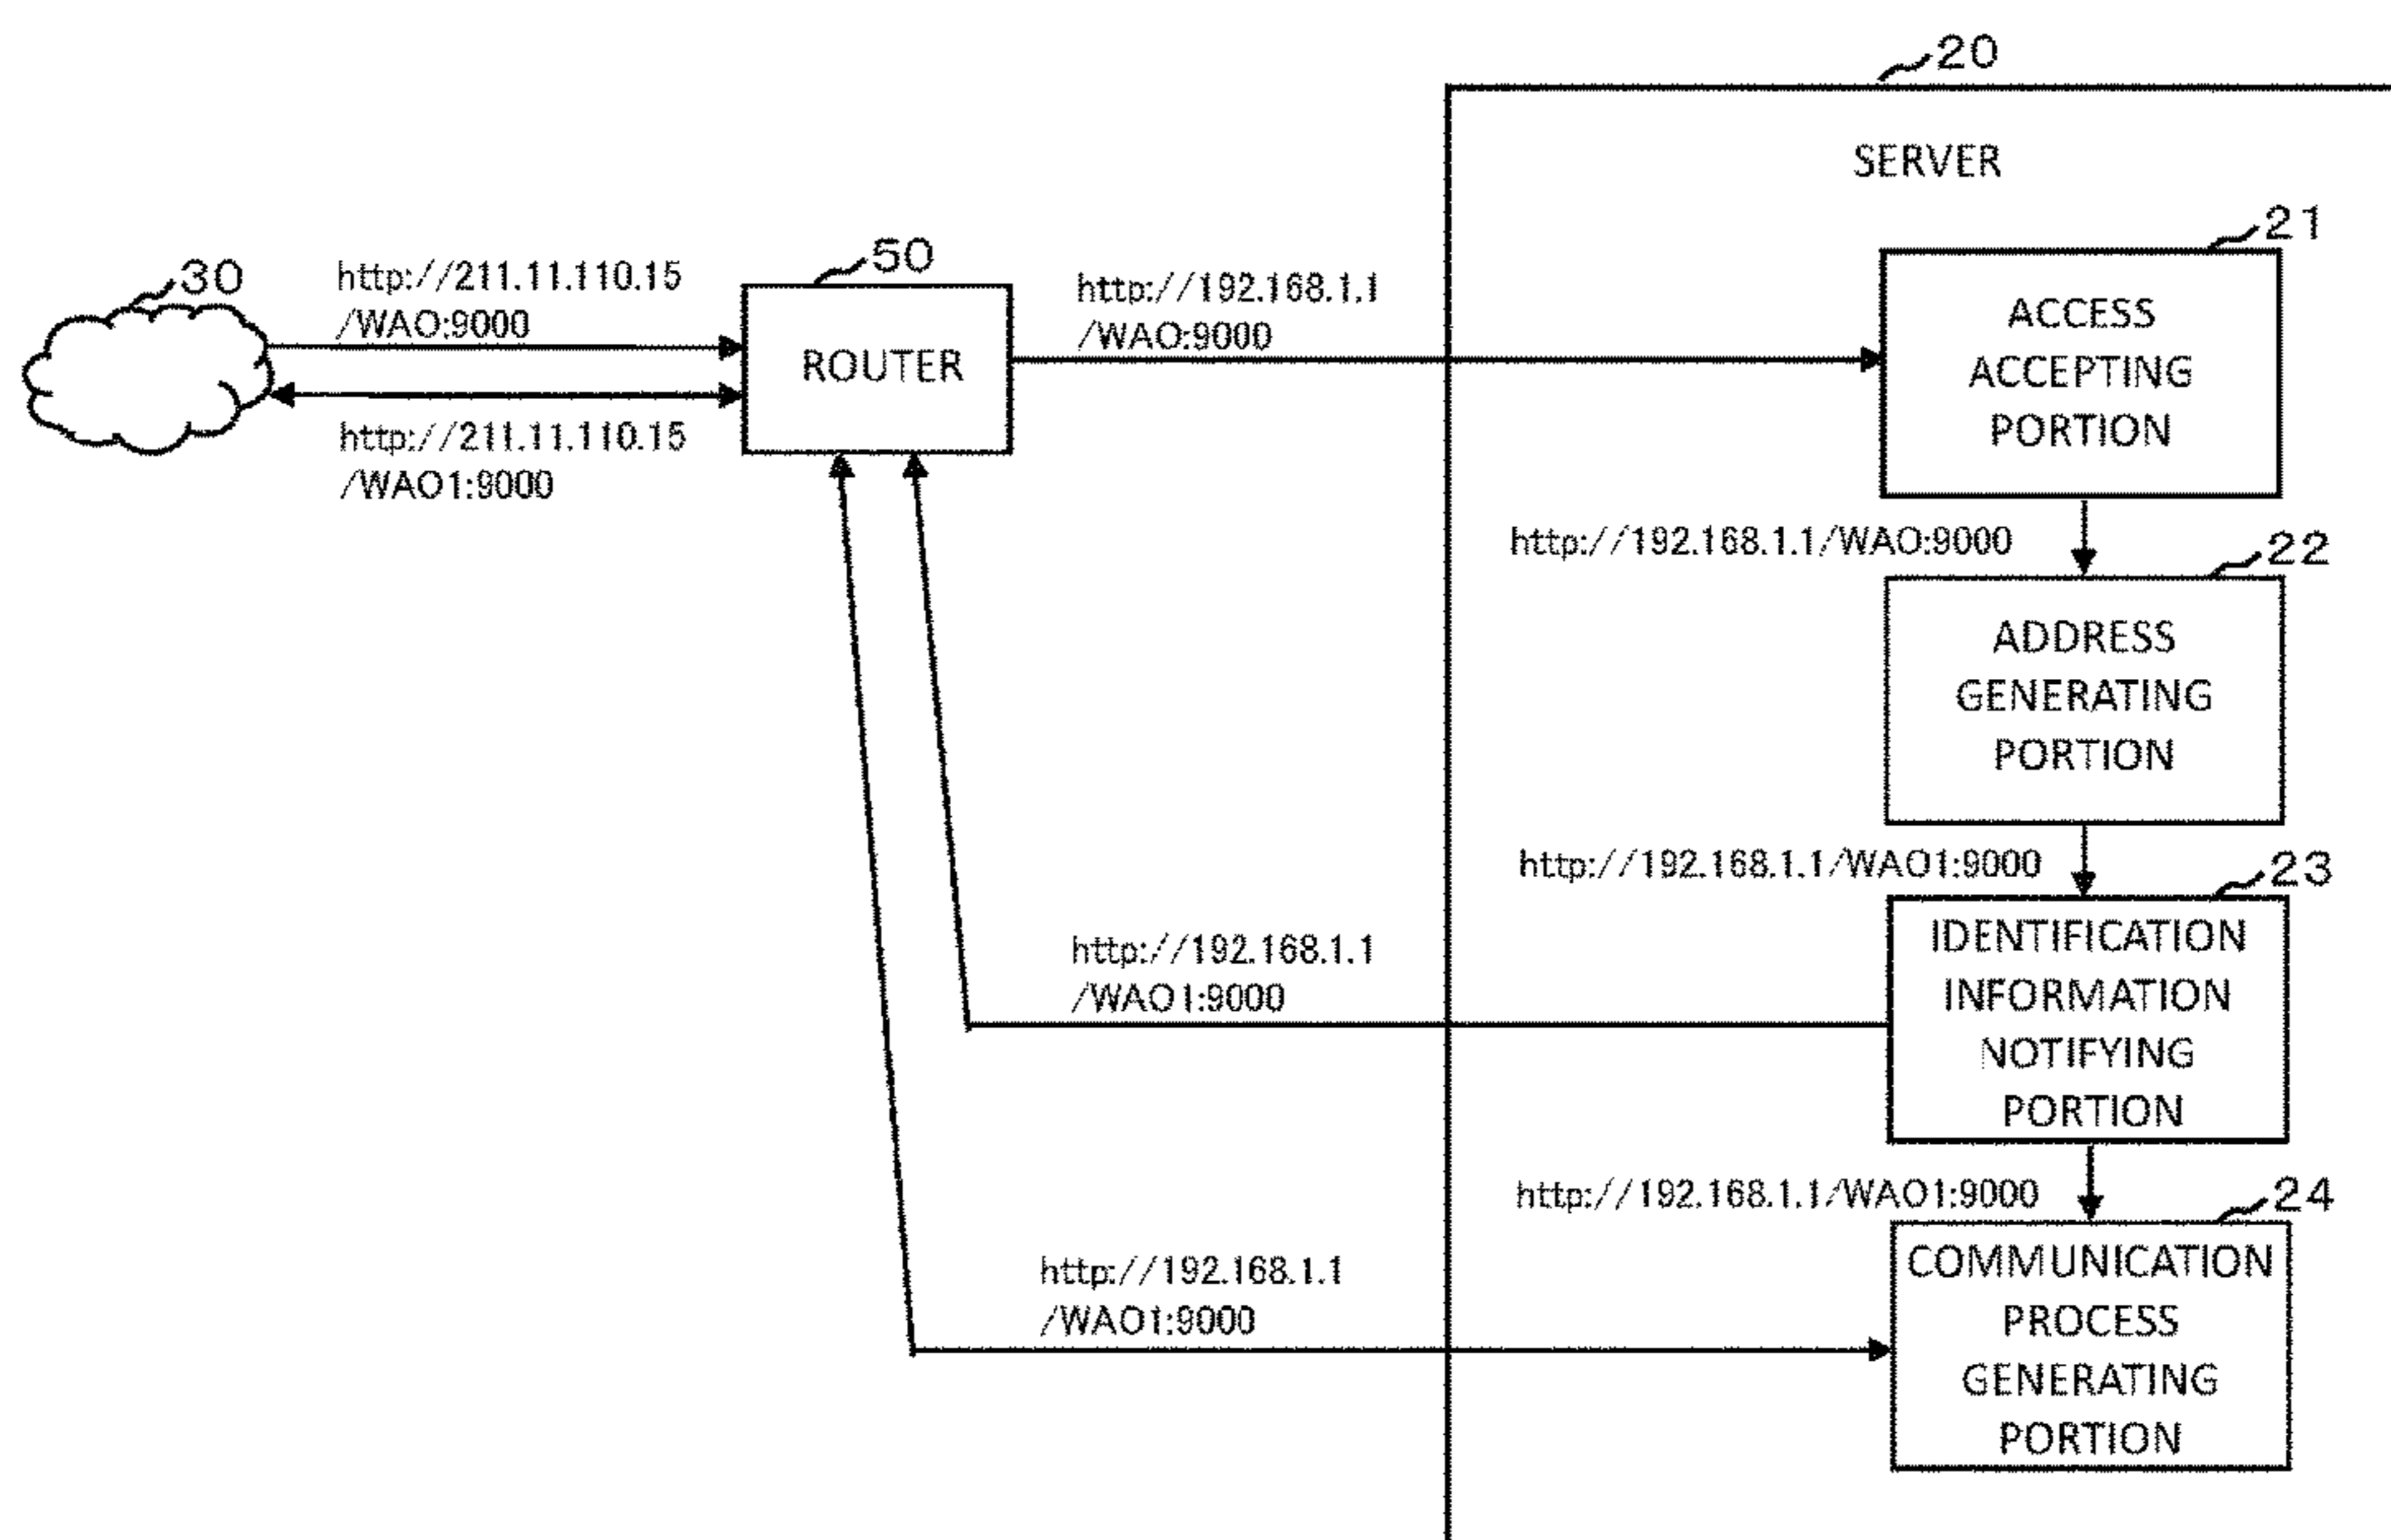 20
SERVER
21
50
30
http://211.11.110.15
/WAO:9000
http://192.168.1.1
/WAO:9000
ROUTER
ACCESS
ACCEPTING
PORTION
http://211.11.110.15
/WAO1:9000
http://192.168.1.1/WAO:9000
22
ADDRESS
GENERATING
PORTION
http://192.168.1.1/WAO1:9000
23
IDENTIFICATION
INFORMATION
NOTIFYING
PORTION
http://192.168.1.1
/WAO1:9000
http://192.168.1.1/WAO1:9000
24
COMMUNICATION
PROCESS
GENERATING
PORTION
http://192.168.1.1
/WAO1:9000